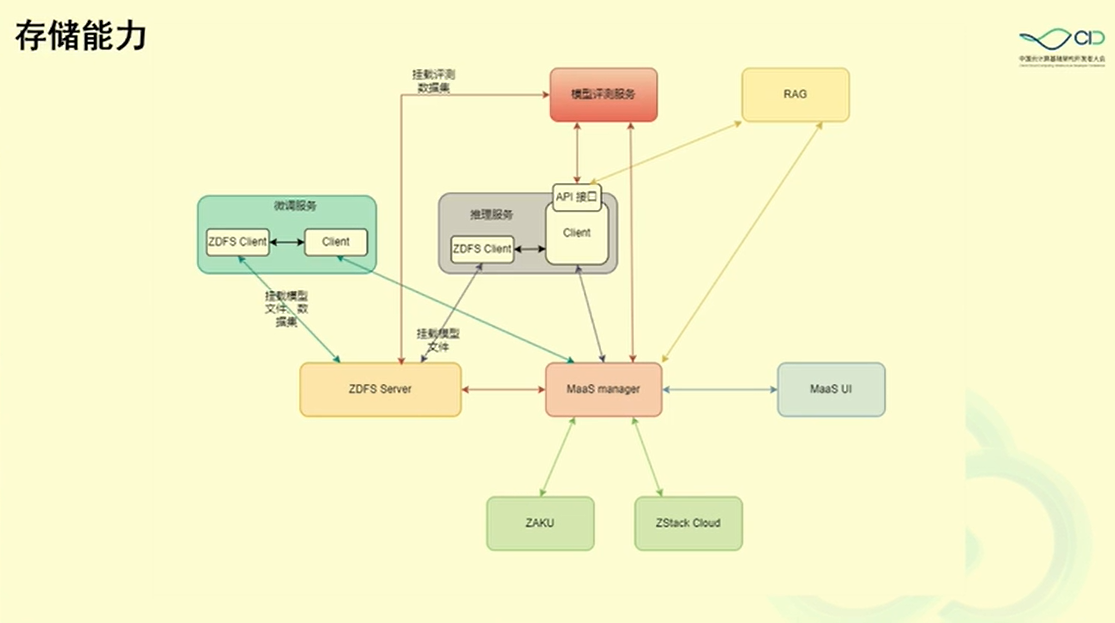 存储能力
CID
中国云计算基础架构开发者大会
挂载评测
数据集
模型评测服务
RAG
API 接口
微调服务
推理服务
ZDFS Client
Client
ZDFS Client
Client
挂载模型
文件、数
据集
挂载模型
文件
ZDFS Server
MaaS manager
MaaS UI
ZAKU
ZStack Cloud